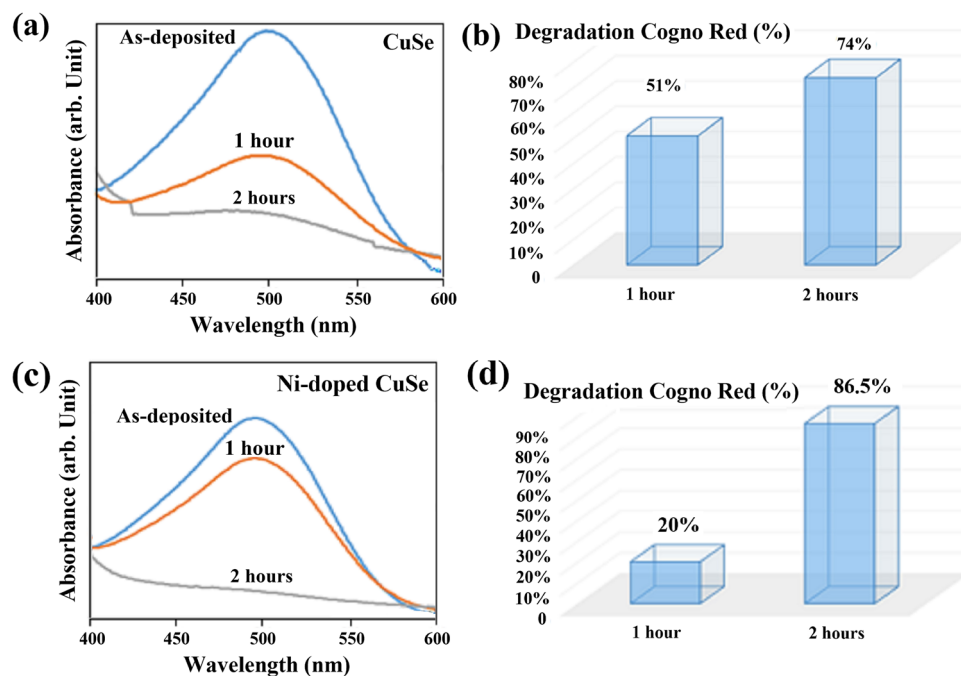 (a)
CuSe
As-deposited
1 hour
2 hours
Absorbance (arb. Unit)
400
450
500
550
600
Wavelength (nm)
(b)
Degradation Cogno Red (%)
74%
51%
80%
70%
60%
50%
40%
30%
20%
10%
0
1 hour
2 hours
(c)
Ni-doped CuSe
As-deposited
1 hour
2 hours
Absorbance (arb. Unit)
400
450
500
550
600
Wavelength (nm)
(d)
Degradation Cogno Red (%)
86.5%
20%
90%
80%
70%
60%
50%
40%
30%
20%
10%
0
1 hour
2 hours